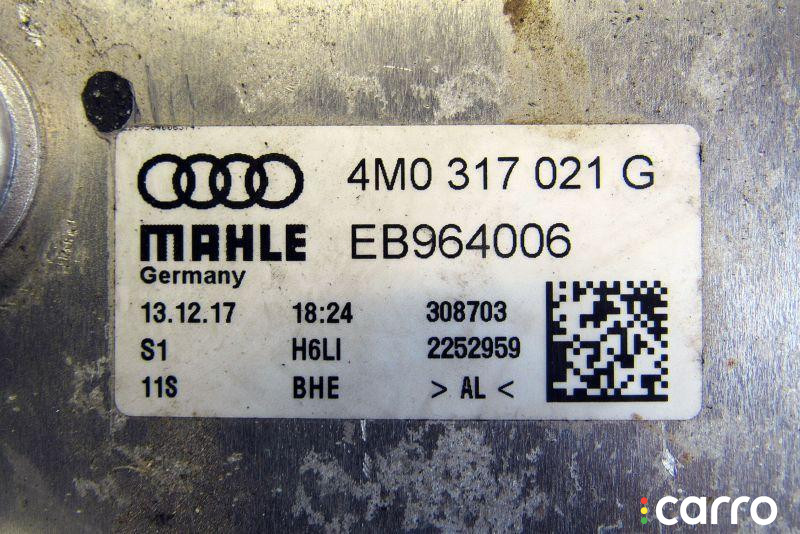 4M0 317 021 G
MAHLE EB964006
Germany
13.12.17 18:24 308703
S1 H6LI 2252959
11S BHE > AL <
carro